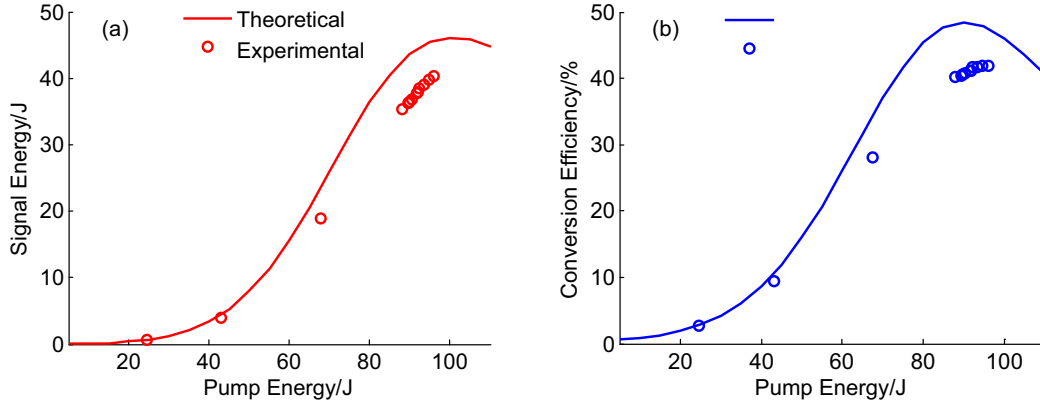 (a)
Theoretical
Experimental
Signal Energy/J
50
40
30
20
10
0
20 40 60 80 100
Pump Energy/J
(b)
Conversion Efficiency/%
50
40
30
20
10
0
20 40 60 80 100
Pump Energy/J